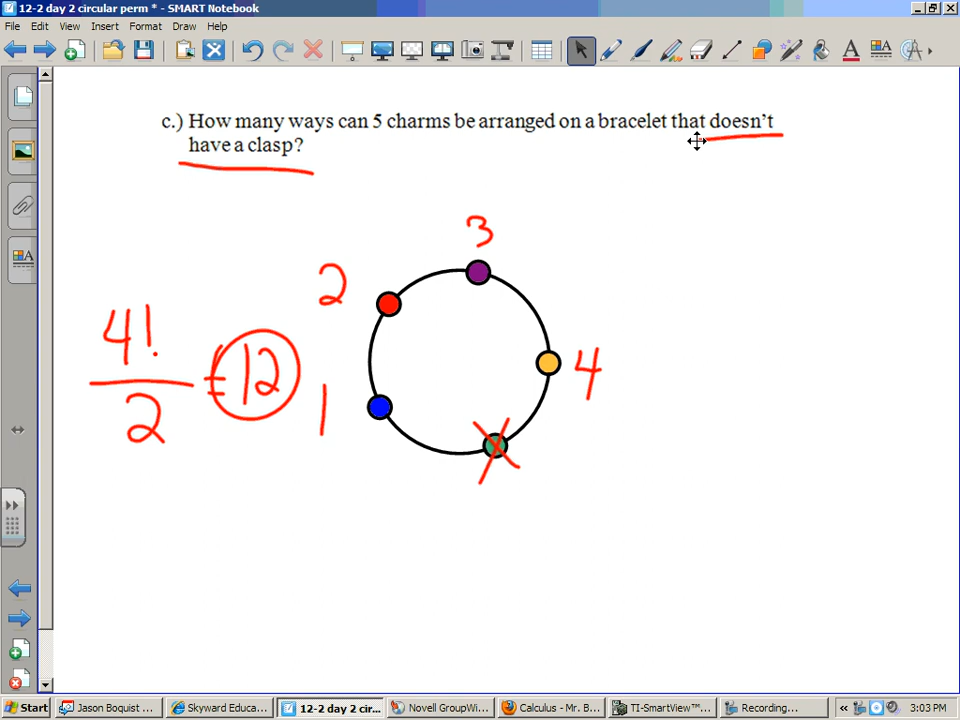 12-2 day 2 circular perm * - SMART Notebook
File Edit View Insert Format Draw Help
c.) How many ways can 5 charms be arranged on a bracelet that doesn't
have a clasp?
3
2
4!
2
= 12
4
1
Start
Jason Boquist ...
Skyward Educa...
12-2 day 2 cir...
Novell GroupWi...
Calculus - Mr. B...
TI-SmartView™...
Recording...
3:03 PM